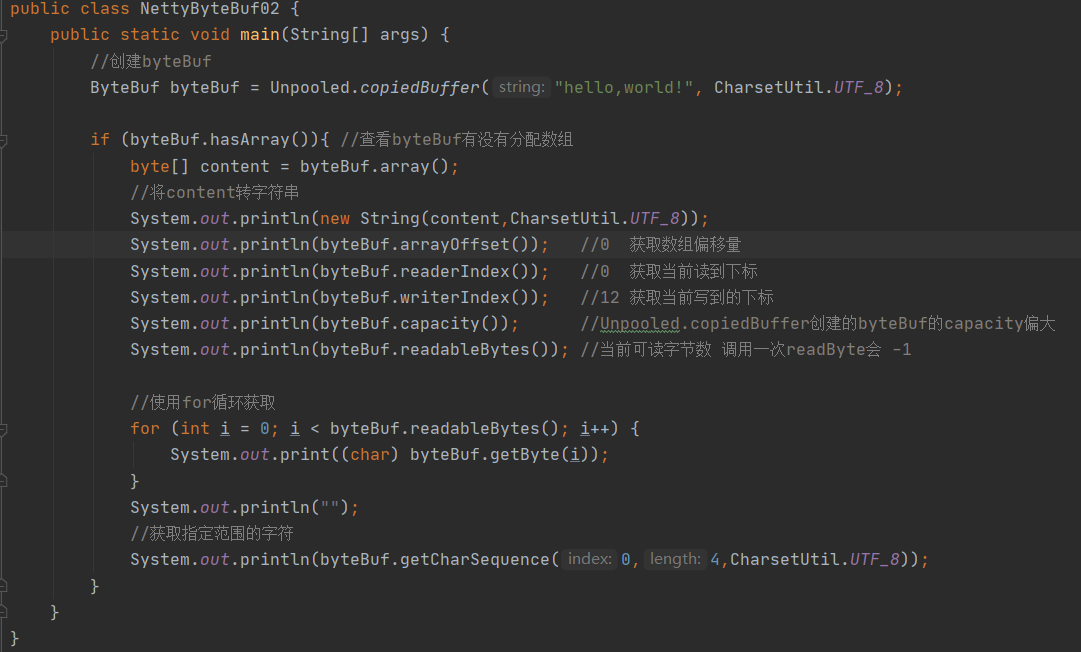 public class NettyByteBuf02 {
    public static void main(String[] args) {
        //创建byteBuf
        ByteBuf byteBuf = Unpooled.copiedBuffer( string: "hello,world!", CharsetUtil.UTF_8);

        if (byteBuf.hasArray()){ //查看byteBuf有没有分配数组
            byte[] content = byteBuf.array();
            //将content转字符串
            System.out.println(new String(content,CharsetUtil.UTF_8));
            System.out.println(byteBuf.arrayOffset());   //0  获取数组偏移量
            System.out.println(byteBuf.readerIndex());   //0  获取当前读到下标
            System.out.println(byteBuf.writerIndex());   //12 获取当前写到的下标
            System.out.println(byteBuf.capacity());      //Unpooled.copiedBuffer创建的byteBuf的capacity偏大
            System.out.println(byteBuf.readableBytes()); //当前可读字节数 调用一次readByte会 -1

            //使用for循环获取
            for (int i = 0; i < byteBuf.readableBytes(); i++) {
                System.out.print((char) byteBuf.getByte(i));
            }
            System.out.println("");
            //获取指定范围的字符
            System.out.println(byteBuf.getCharSequence( index: 0, length: 4,CharsetUtil.UTF_8));
        }
    }
}